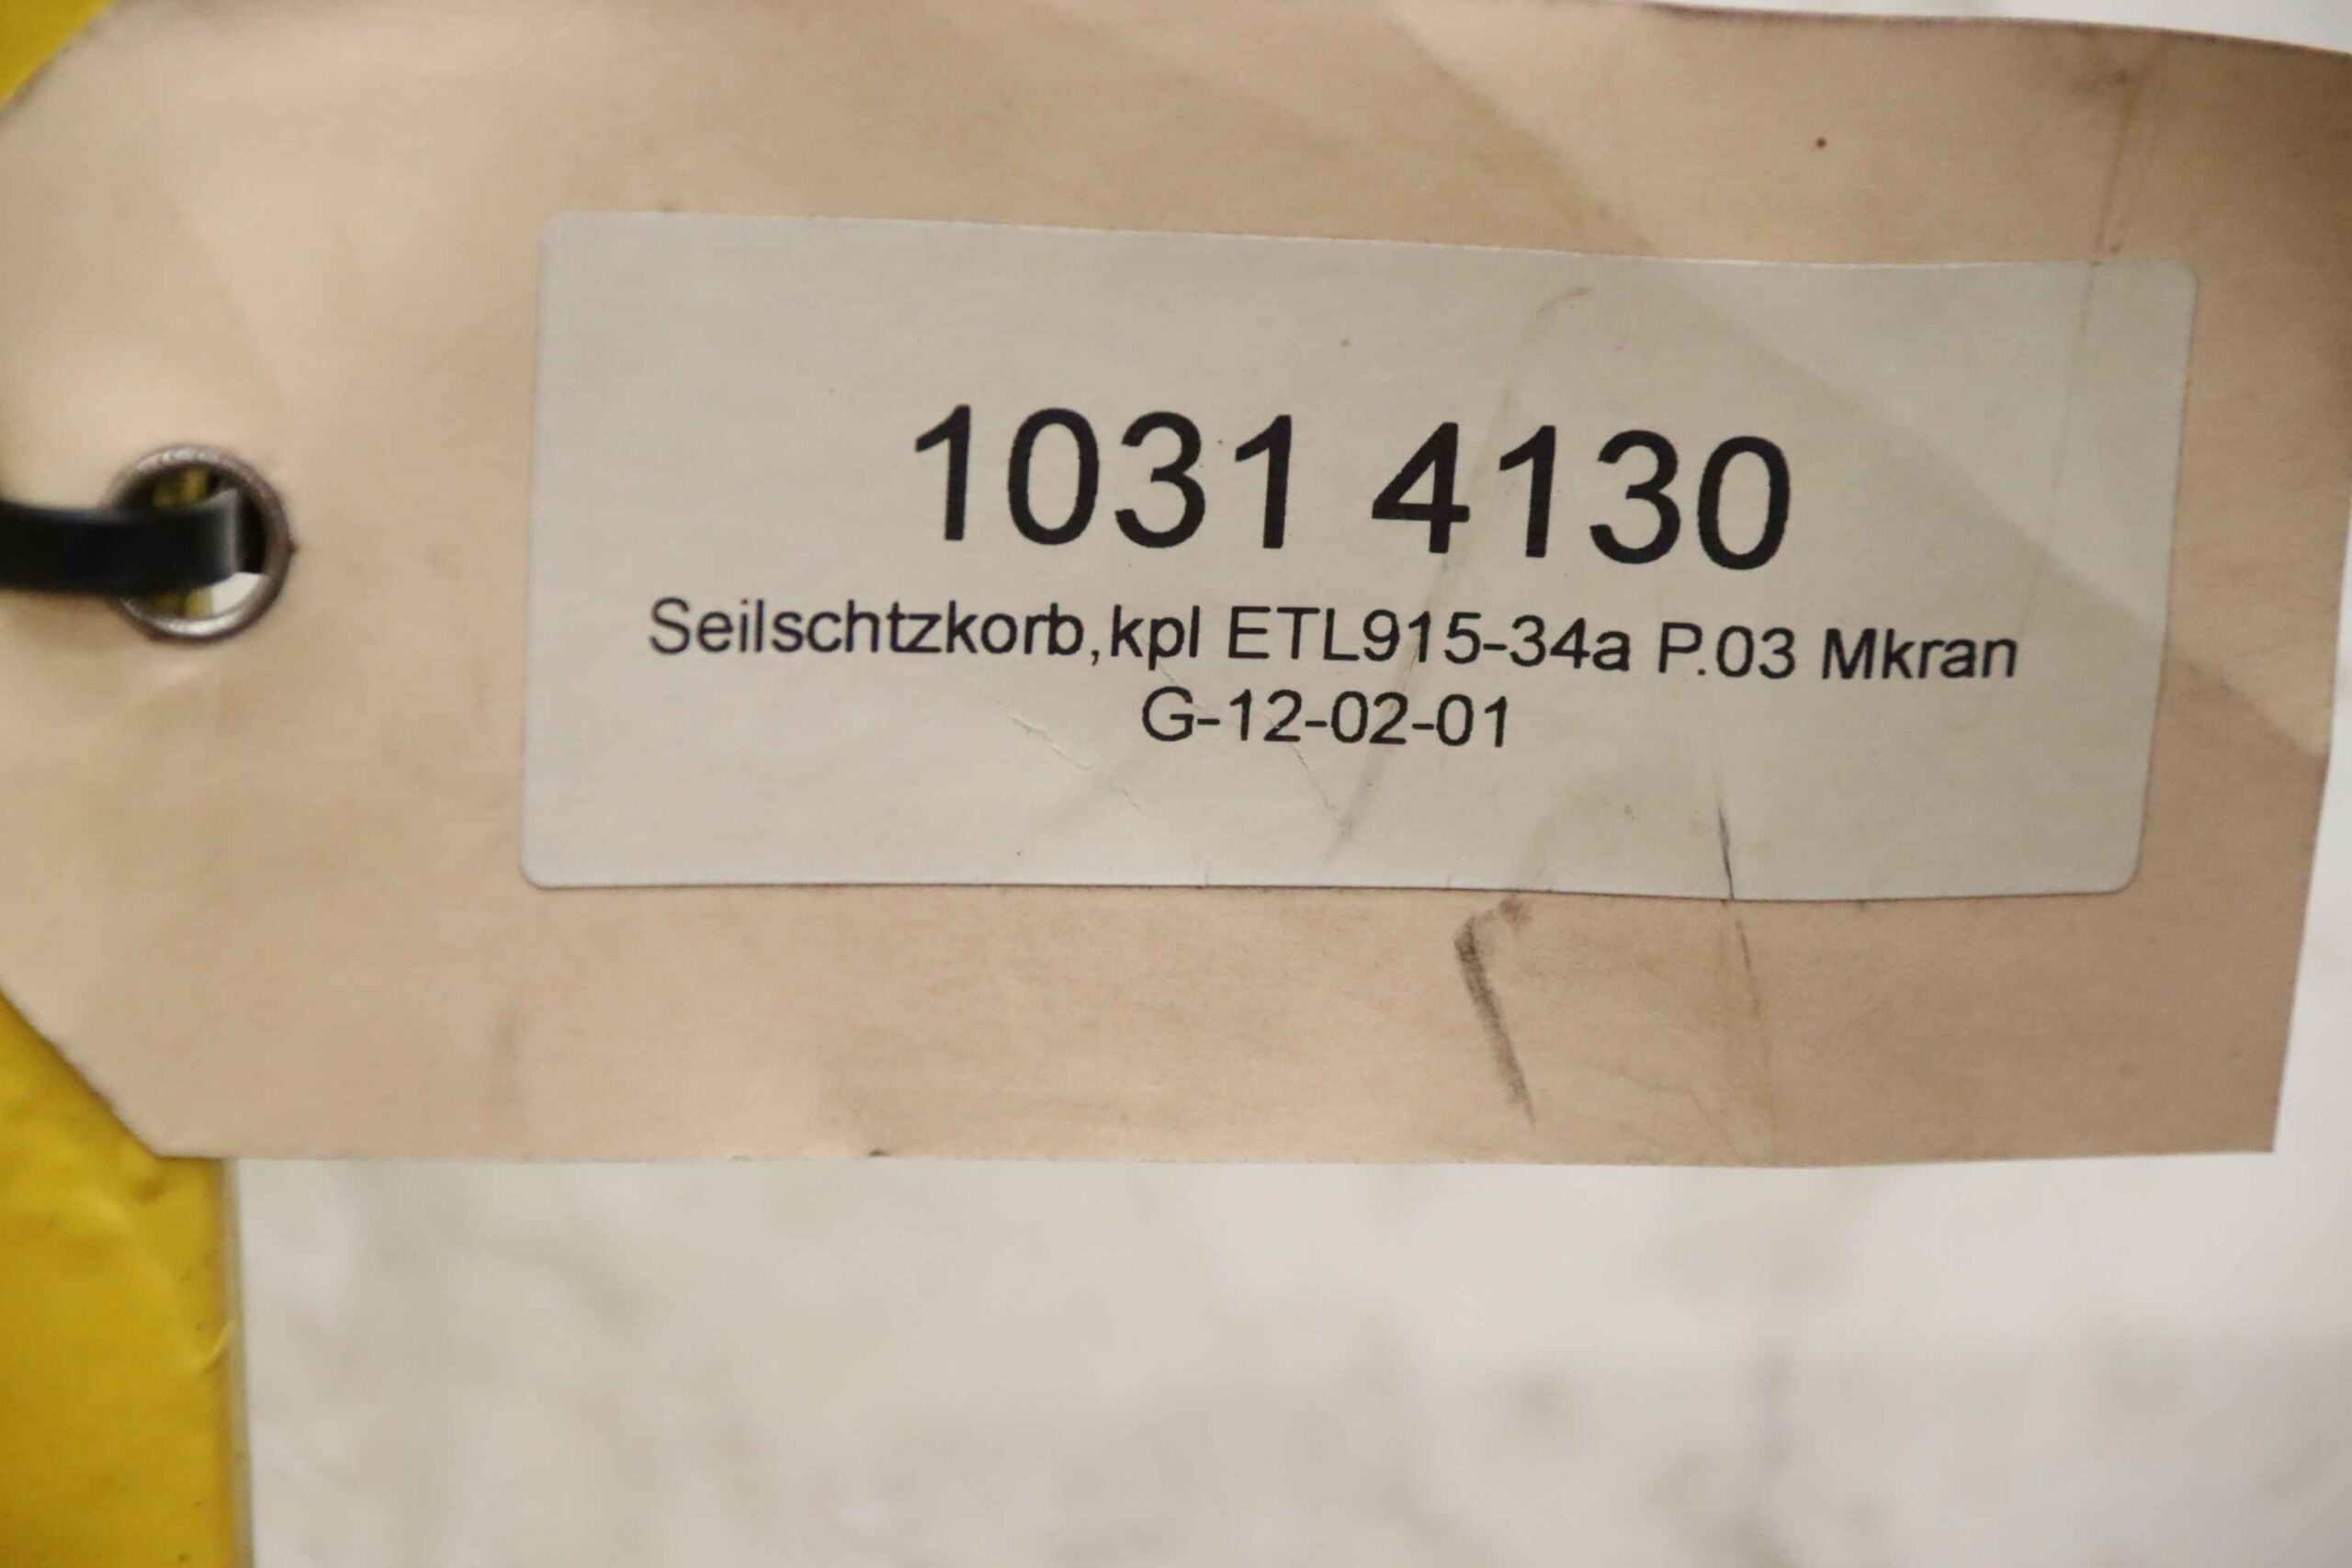 1031 4130
Seilschtzkorb,kpl ETL915-34a P.03 Mkran
G-12-02-01